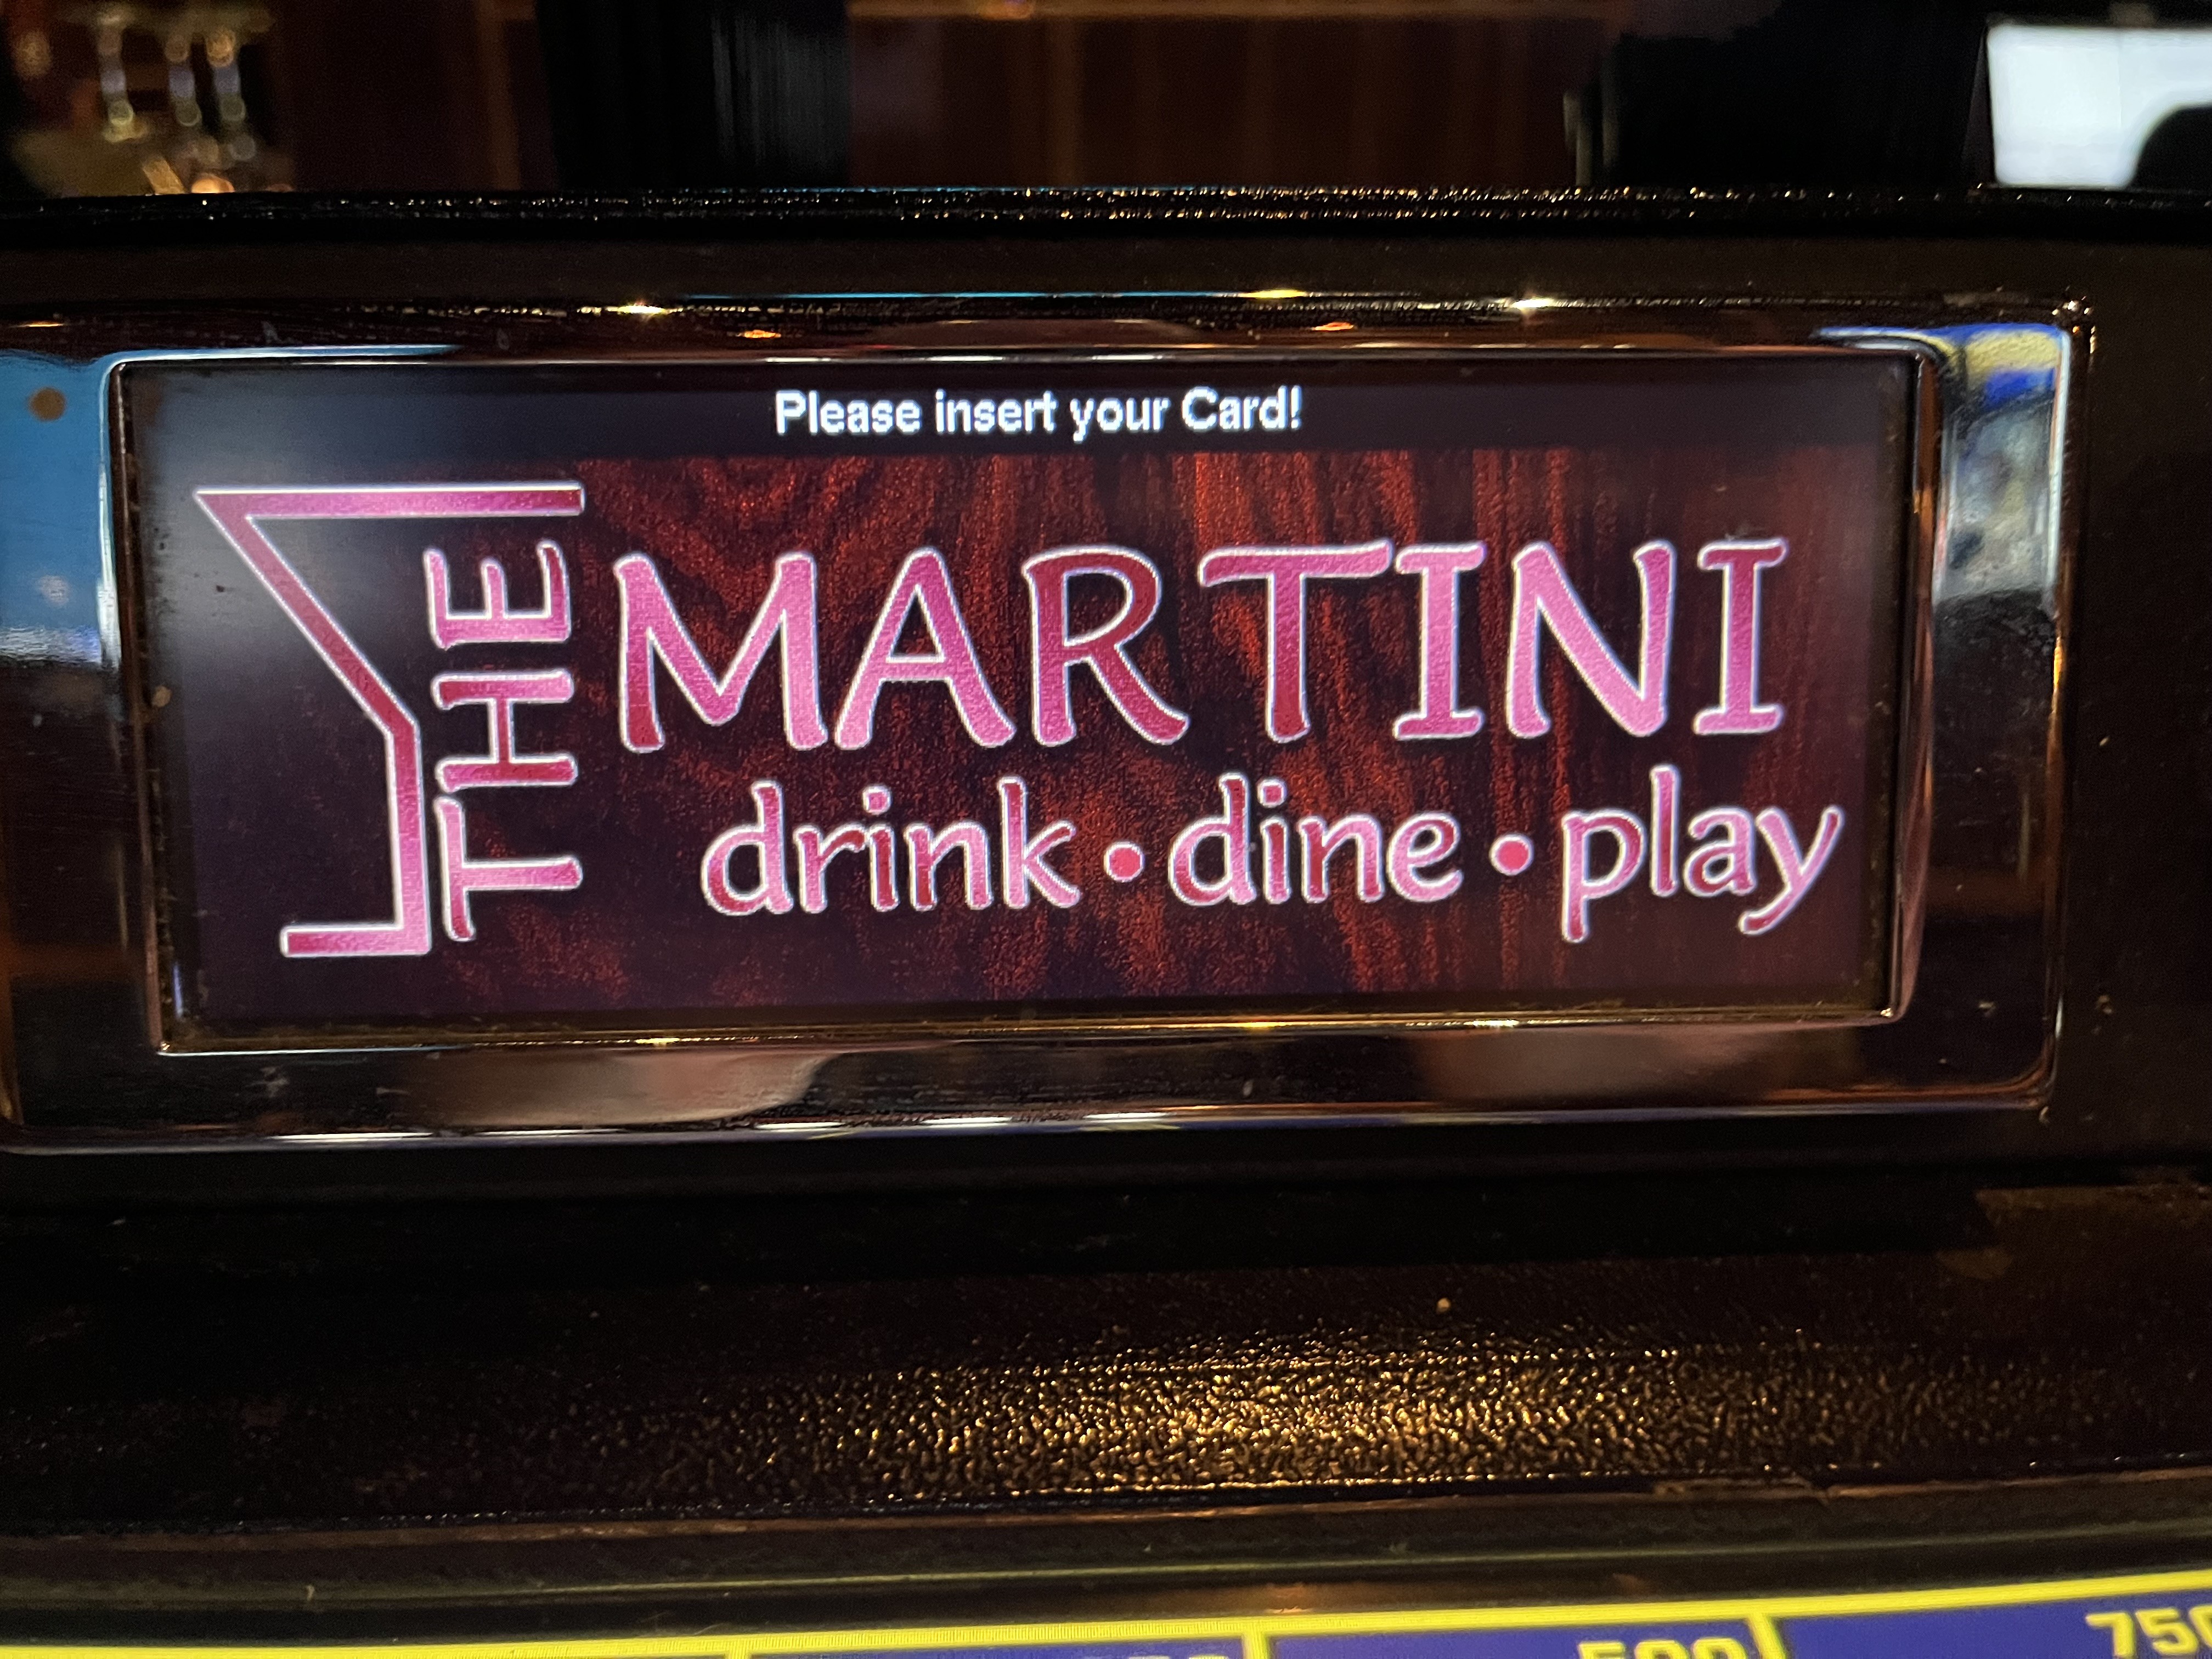 Please insert your Card!
THE MARTINI
drink • dine • play